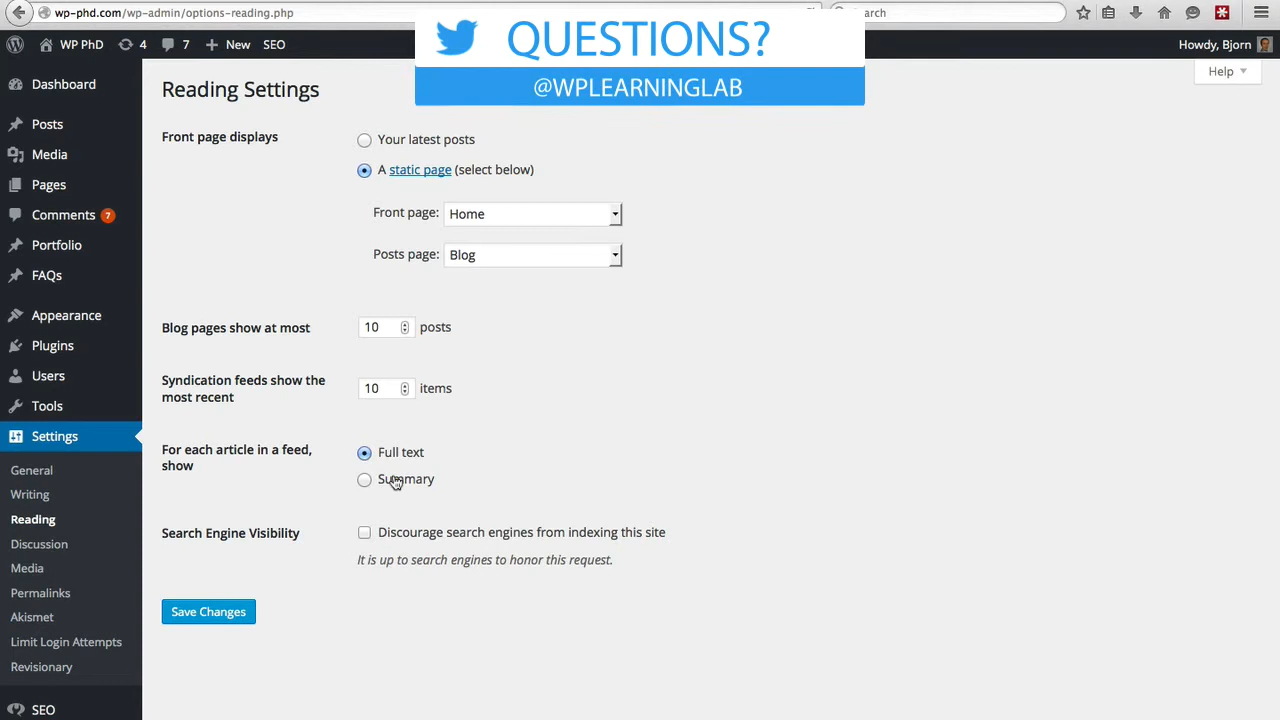 wp-phd.com/wp-admin/options-reading.php
Search
QUESTIONS?
@WPLEARNINGLAB
WP PhD
4
7
New
SEO
Howdy, Bjorn
Help
Dashboard
Posts
Media
Pages
Comments 7
Portfolio
FAQs
Appearance
Plugins
Users
Tools
Settings
General
Writing
Reading
Discussion
Media
Permalinks
Akismet
Limit Login Attempts
Revisionary
SEO
Reading Settings
Front page displays
Your latest posts
A static page (select below)
Front page: Home
Posts page: Blog
Blog pages show at most 10 posts
Syndication feeds show the
most recent
10 items
For each article in a feed,
show
Full text
Summary
Search Engine Visibility
Discourage search engines from indexing this site
It is up to search engines to honor this request.
Save Changes